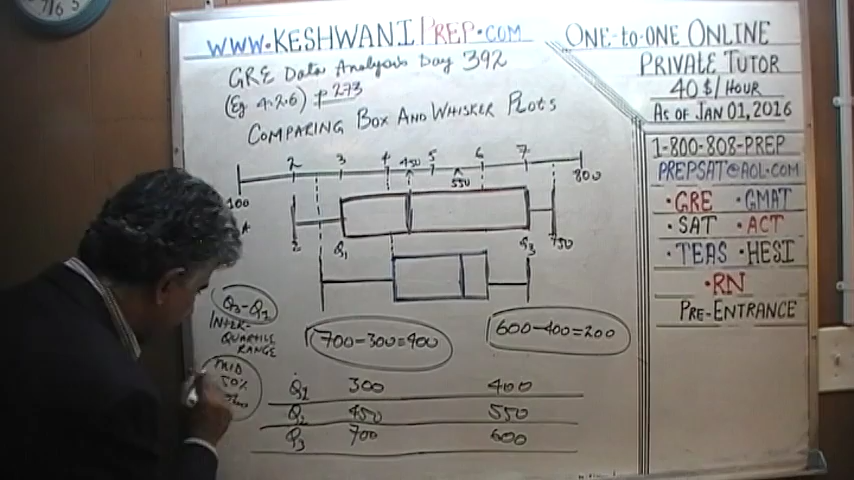 WWW.KESHWANIPREP.COM
GRE Data Analysis Day 392
(Eg 4.2.6) p 273
COMPARING BOX AND WHISKER PLOTS
2 3 4 450 5 6 7
550
100 800
A
2 Q1 Q3 750
Q3-Q1
INTER-
QUARTILE
RANGE
700-300=400 600-400=200
MID
50%
Q1 300 400
Q2 450 550
Q3 700 600
ONE-to-ONE ONLINE
PRIVATE TUTOR
40 $/HOUR
AS OF JAN 01, 2016
1-800-808-PREP
PREPSAT@AOL.COM
•GRE •GMAT
•SAT •ACT
•TEAS •HESI
•RN
PRE-ENTRANCE